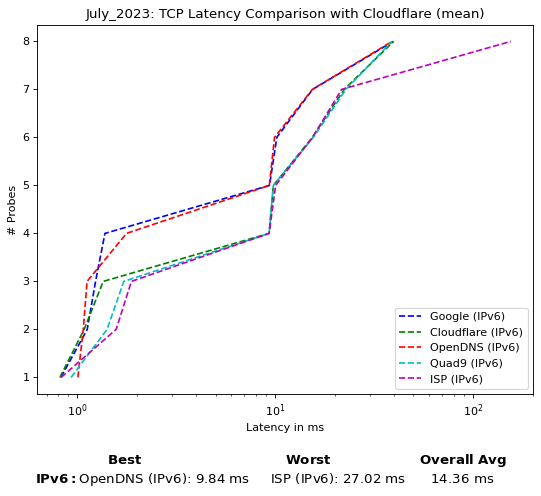 July_2023: TCP Latency Comparison with Cloudflare (mean)
8
7
6
5
4
3
2
1
# Probes
10⁰ 10¹ 10²
Latency in ms
Google (IPv6)
Cloudflare (IPv6)
OpenDNS (IPv6)
Quad9 (IPv6)
ISP (IPv6)
Best Worst Overall Avg
IPv6: OpenDNS (IPv6): 9.84 ms ISP (IPv6): 27.02 ms 14.36 ms